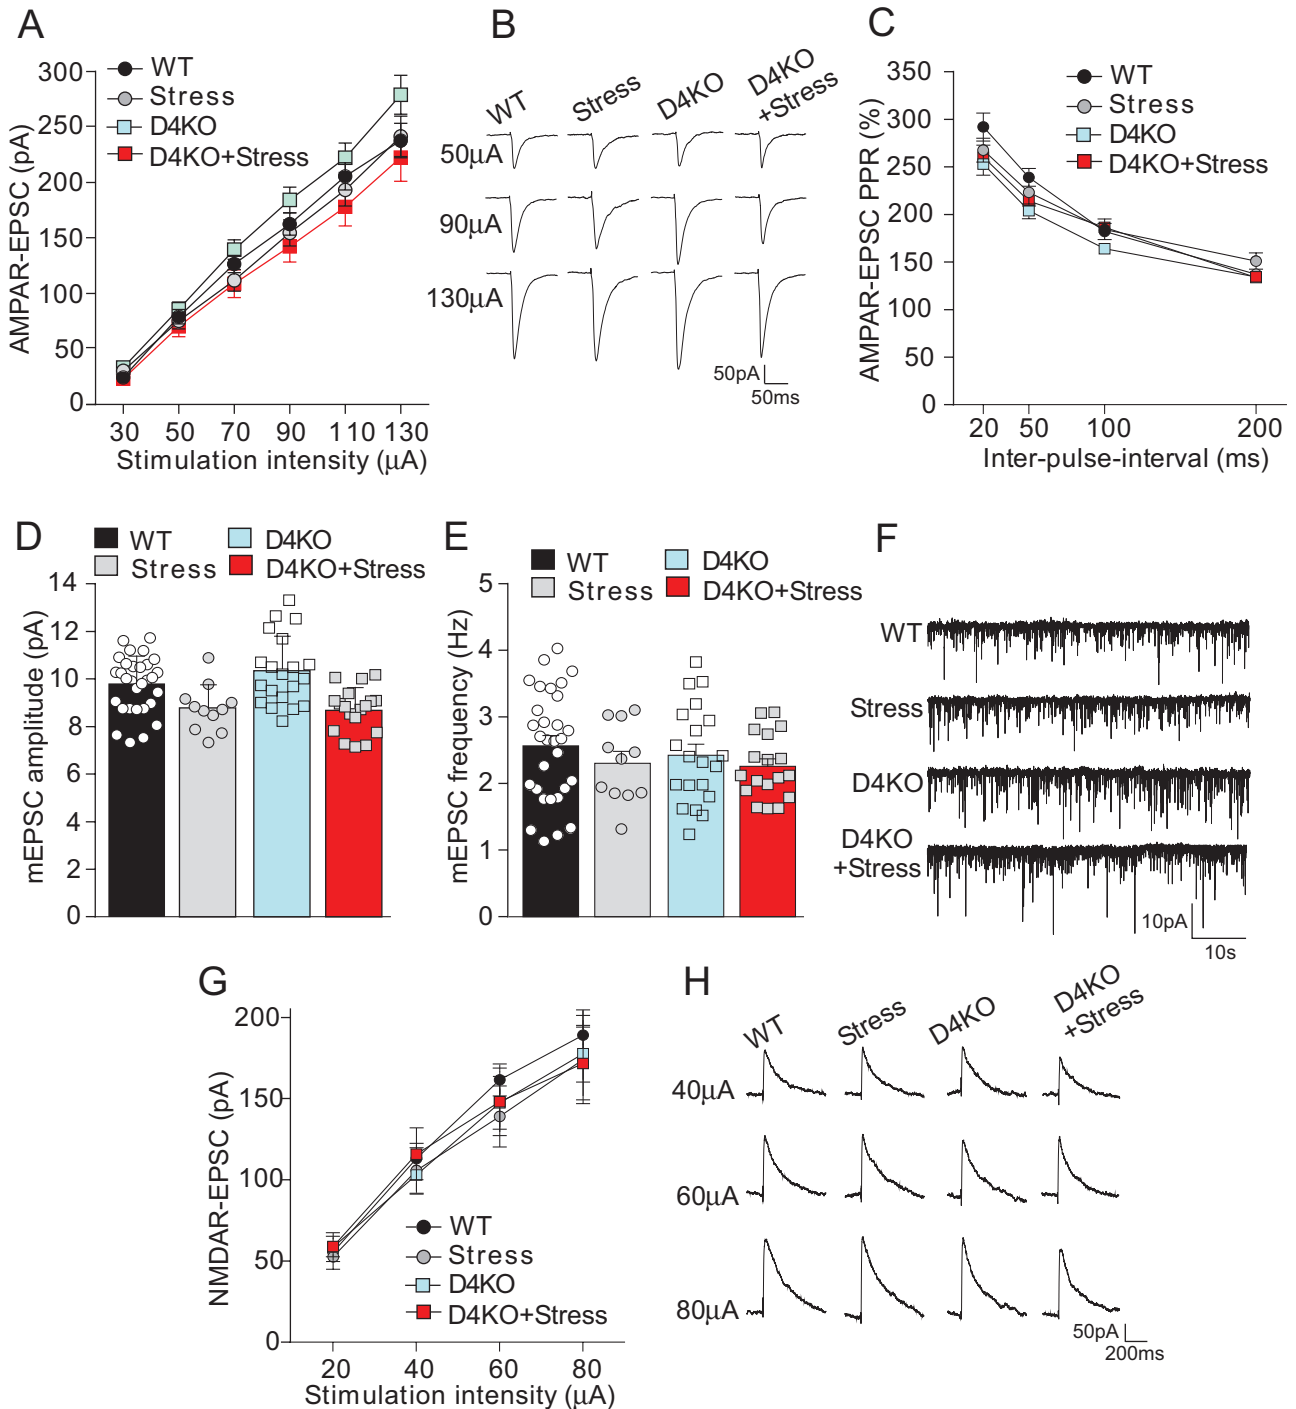 A
WT
Stress
D4KO
D4KO+Stress
AMPAR-EPSC (pA)
300
250
200
150
100
50
0
30 50 70 90 110 130
Stimulation intensity (μA)
B
WT Stress D4KO D4KO +Stress
50μA
90μA
130μA
50pA
50ms
C
WT
Stress
D4KO
D4KO+Stress
AMPAR-EPSC PPR (%)
350
300
250
200
150
100
50
0
20 50 100 200
Inter-pulse-interval (ms)
D
WT D4KO
Stress D4KO+Stress
mEPSC amplitude (pA)
14
12
10
8
6
4
2
0
E
WT D4KO
Stress D4KO+Stress
mEPSC frequency (Hz)
5
4
3
2
1
0
F
WT
Stress
D4KO
D4KO
+Stress
10pA
10s
G
NMDAR-EPSC (pA)
200
150
100
50
0
WT
Stress
D4KO
D4KO+Stress
20 40 60 80
Stimulation intensity (μA)
H
WT Stress D4KO D4KO +Stress
40μA
60μA
80μA
50pA
200ms